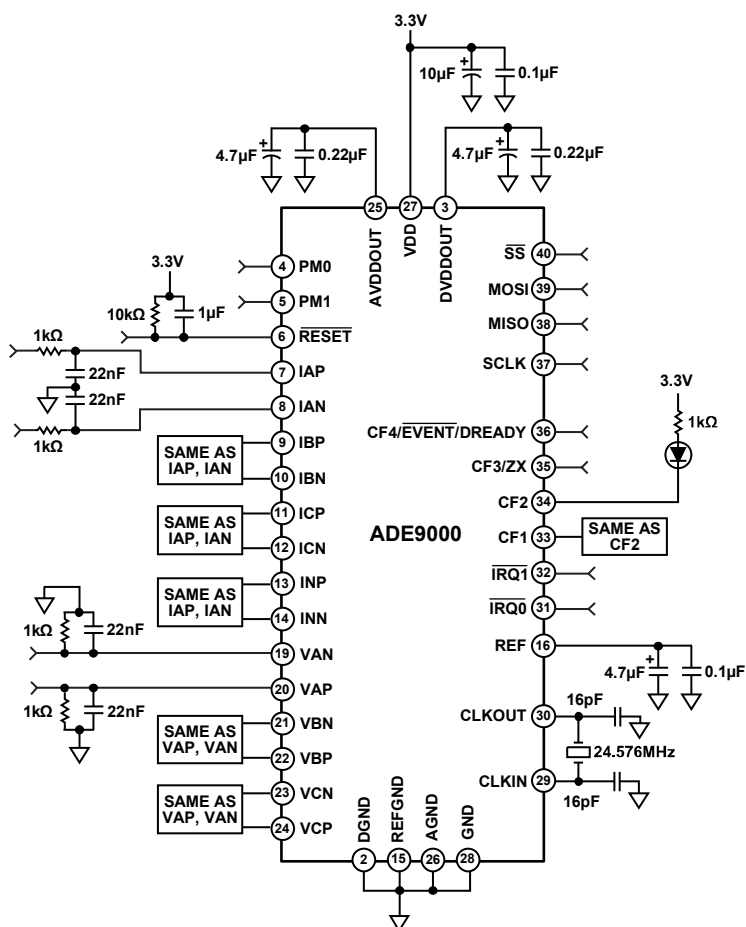 3.3V
10µF
+
0.1µF
4.7µF
+
0.22µF
4.7µF
+
0.22µF
25
27
3
AVDDOUT
VDD
DVDDOUT
4
PM0
5
PM1
3.3V
10kΩ
1µF
6
RESET
1kΩ
7
IAP
22nF
22nF
8
IAN
1kΩ
SAME AS
IAP, IAN
9
IBP
10
IBN
SAME AS
IAP, IAN
11
ICP
12
ICN
SAME AS
IAP, IAN
13
INP
14
INN
1kΩ
22nF
19
VAN
20
VAP
1kΩ
22nF
SAME AS
VAP, VAN
21
VBN
22
VBP
SAME AS
VAP, VAN
23
VCN
24
VCP
ADE9000
SS
40
MOSI
39
MISO
38
SCLK
37
CF4/EVENT/DREADY
36
CF3/ZX
35
3.3V
1kΩ
CF2
34
CF1
33
SAME AS
CF2
IRQ1
32
IRQ0
31
REF
16
4.7µF
+
0.1µF
CLKOUT
30
16pF
24.576MHz
CLKIN
29
16pF
DGND
REFGND
AGND
GND
2
15
26
28